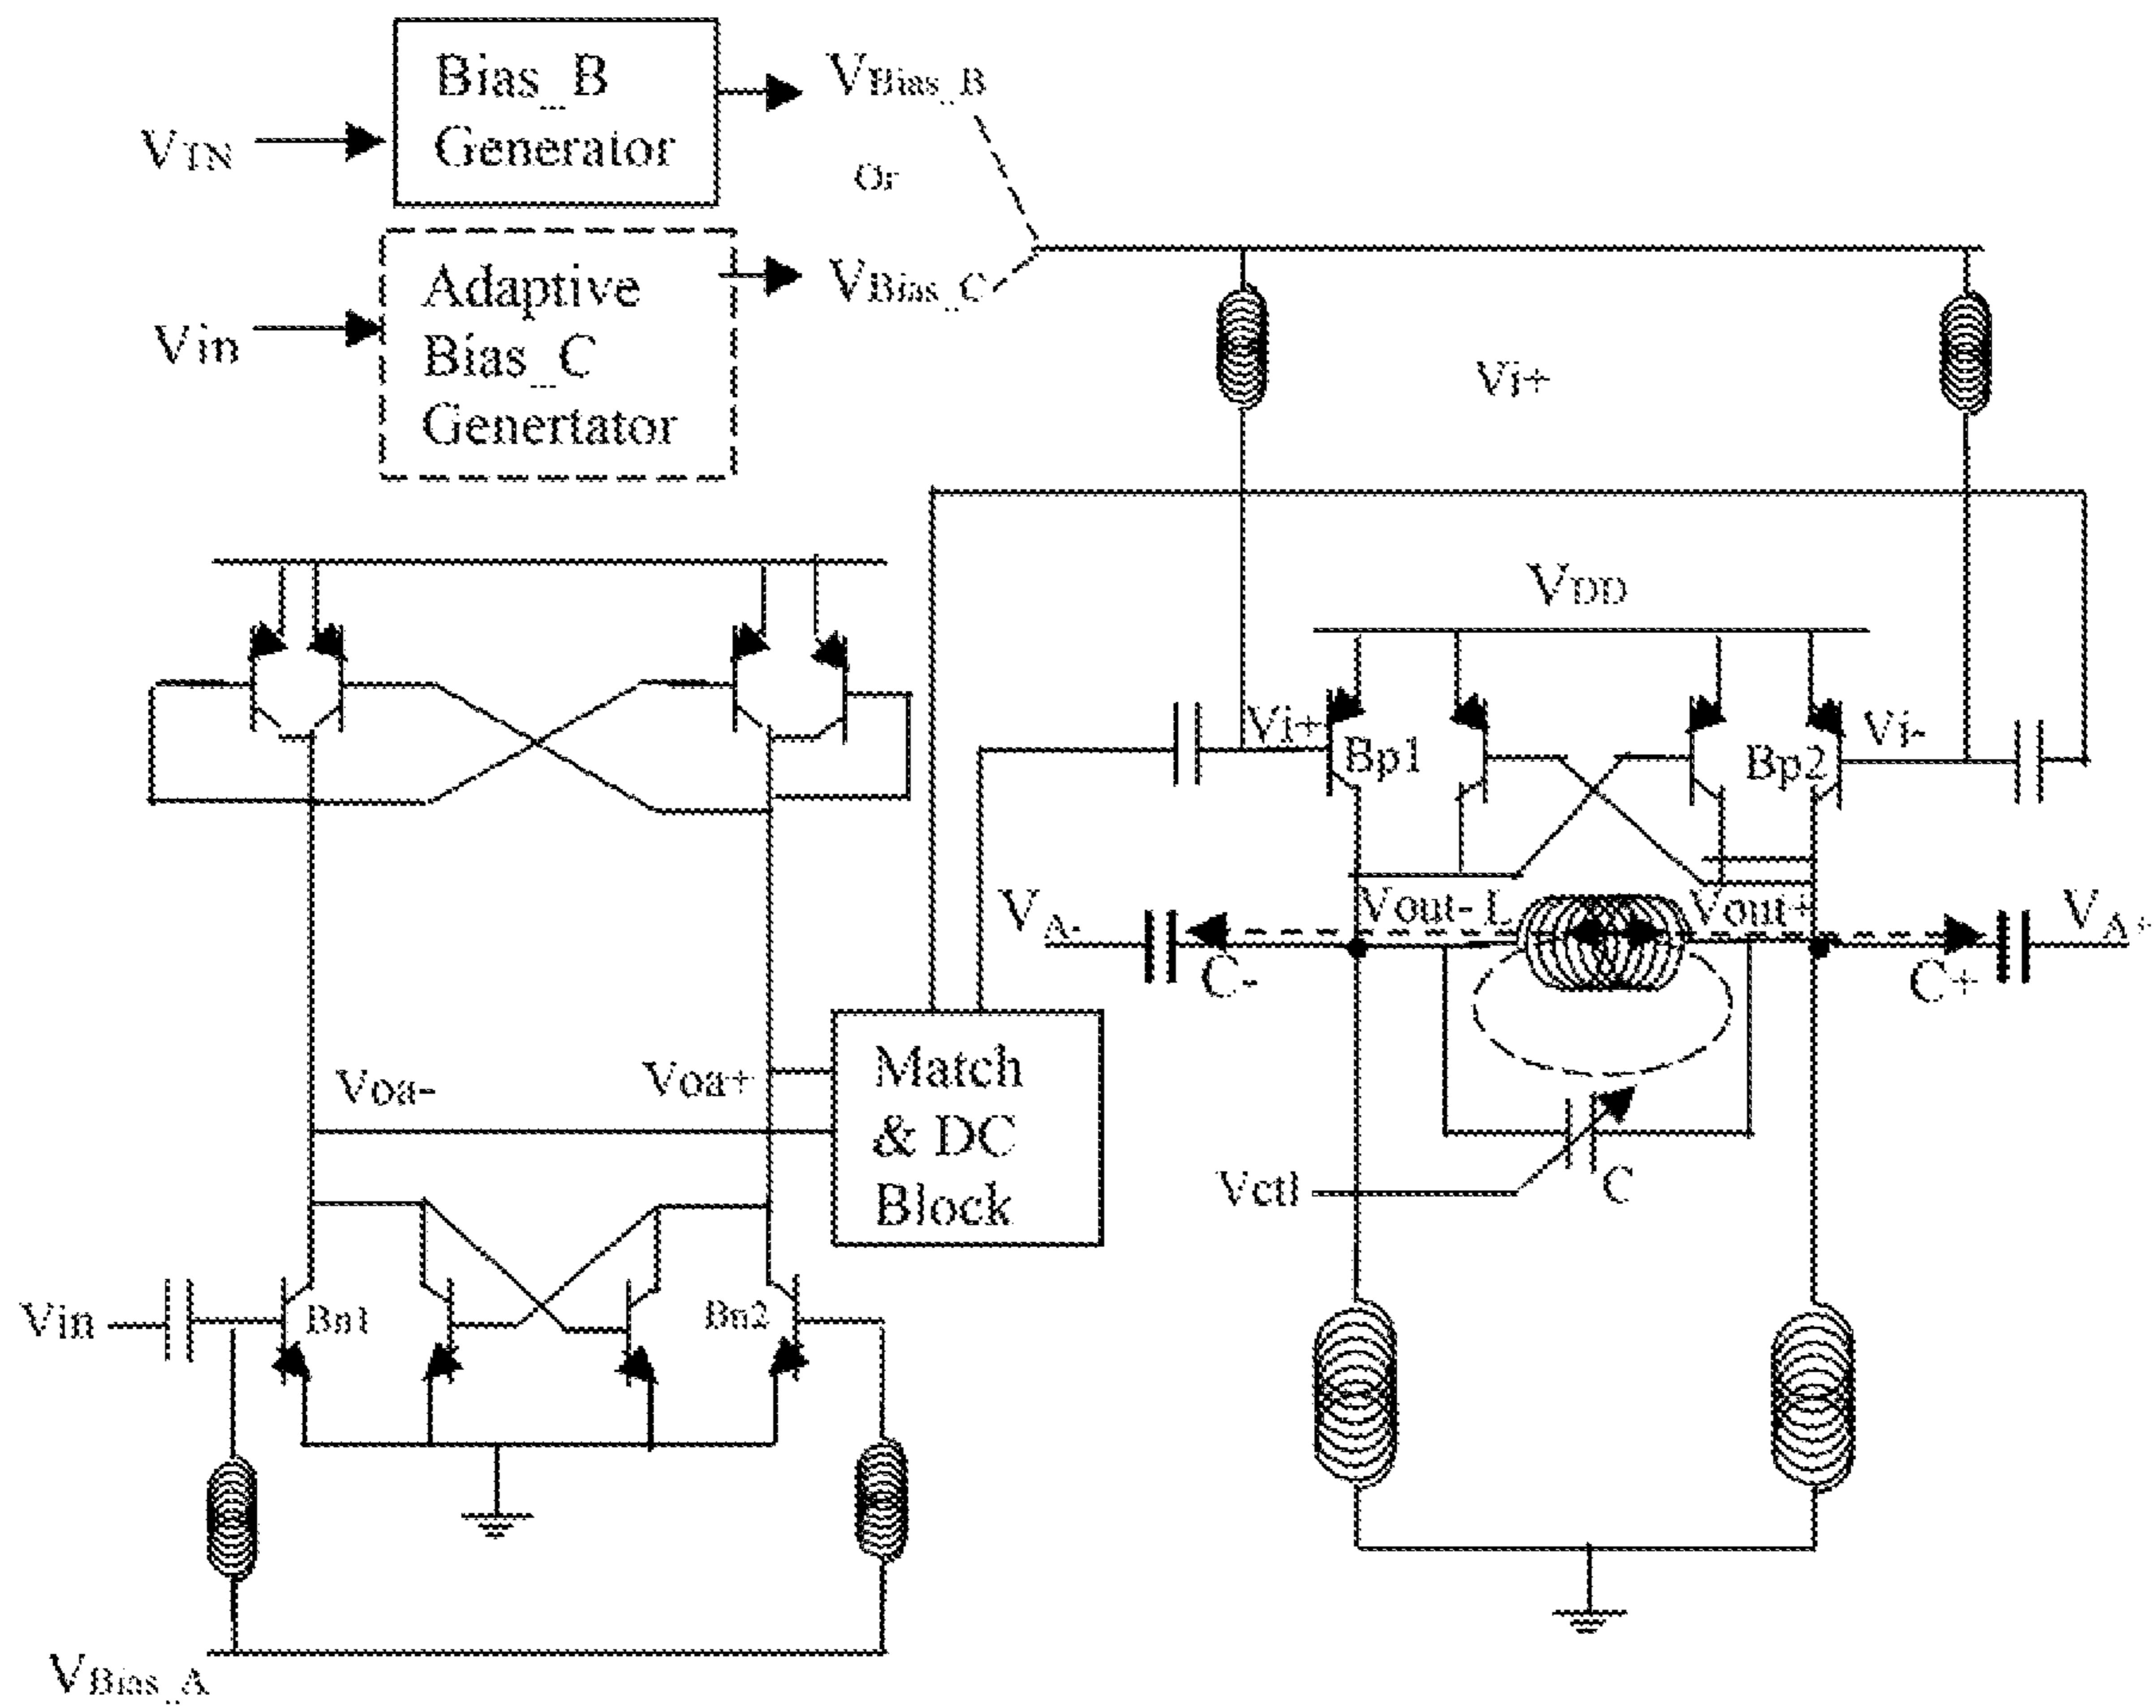 Bias_B
Generator
VBias_B
VTN
Or
Adaptive
Bias_C
Genertator
VBias_C
Vin
Vi+
VDD
Vi+
Bp1
Bp2
Vi-
VA-
Vout- L
Vout+
VA+
C-
C+
Match
& DC
Block
Voa-
Voa+
Vctl
C
Vin
Bn1
Bn2
VBias_A